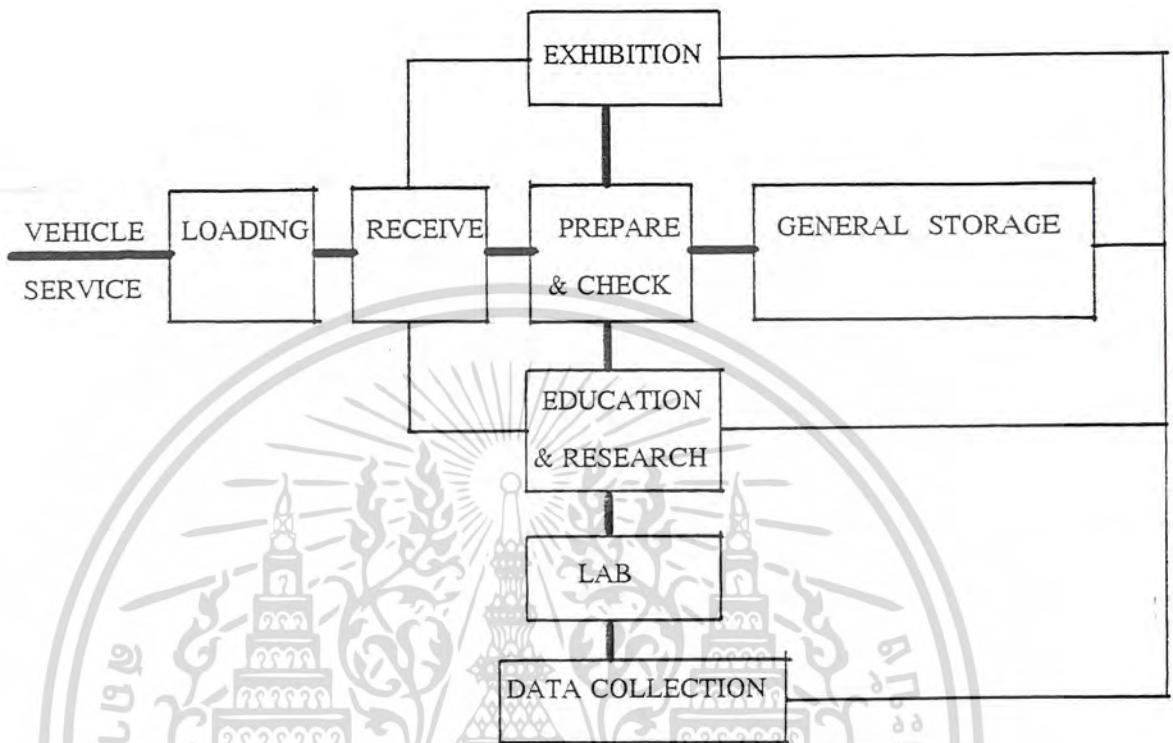 EXHIBITION
VEHICLE
SERVICE
LOADING
RECEIVE
PREPARE
& CHECK
GENERAL STORAGE
EDUCATION
& RESEARCH
LAB
DATA COLLECTION